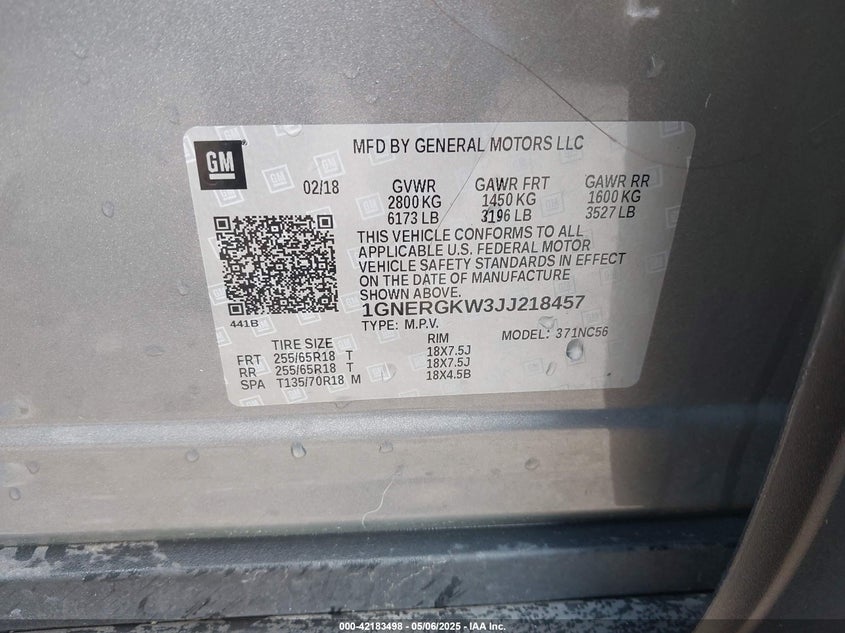 GM
MFD BY GENERAL MOTORS LLC
02/18 GVWR GAWR FRT GAWR RR
2800 KG 1450 KG 1600 KG
6173 LB 3196 LB 3527 LB
THIS VEHICLE CONFORMS TO ALL
APPLICABLE U.S. FEDERAL MOTOR
VEHICLE SAFETY STANDARDS IN EFFECT
ON THE DATE OF MANUFACTURE
SHOWN ABOVE.
1GNERGKW3JJ218457
441B TYPE: M.P.V. MODEL: 371NC56
TIRE SIZE RIM
FRT 255/65R18 T 18X7.5J
RR 255/65R18 T 18X7.5J
SPA T135/70R18 M 18X4.5B
000-42183498 - 05/06/2025 - IAA Inc.